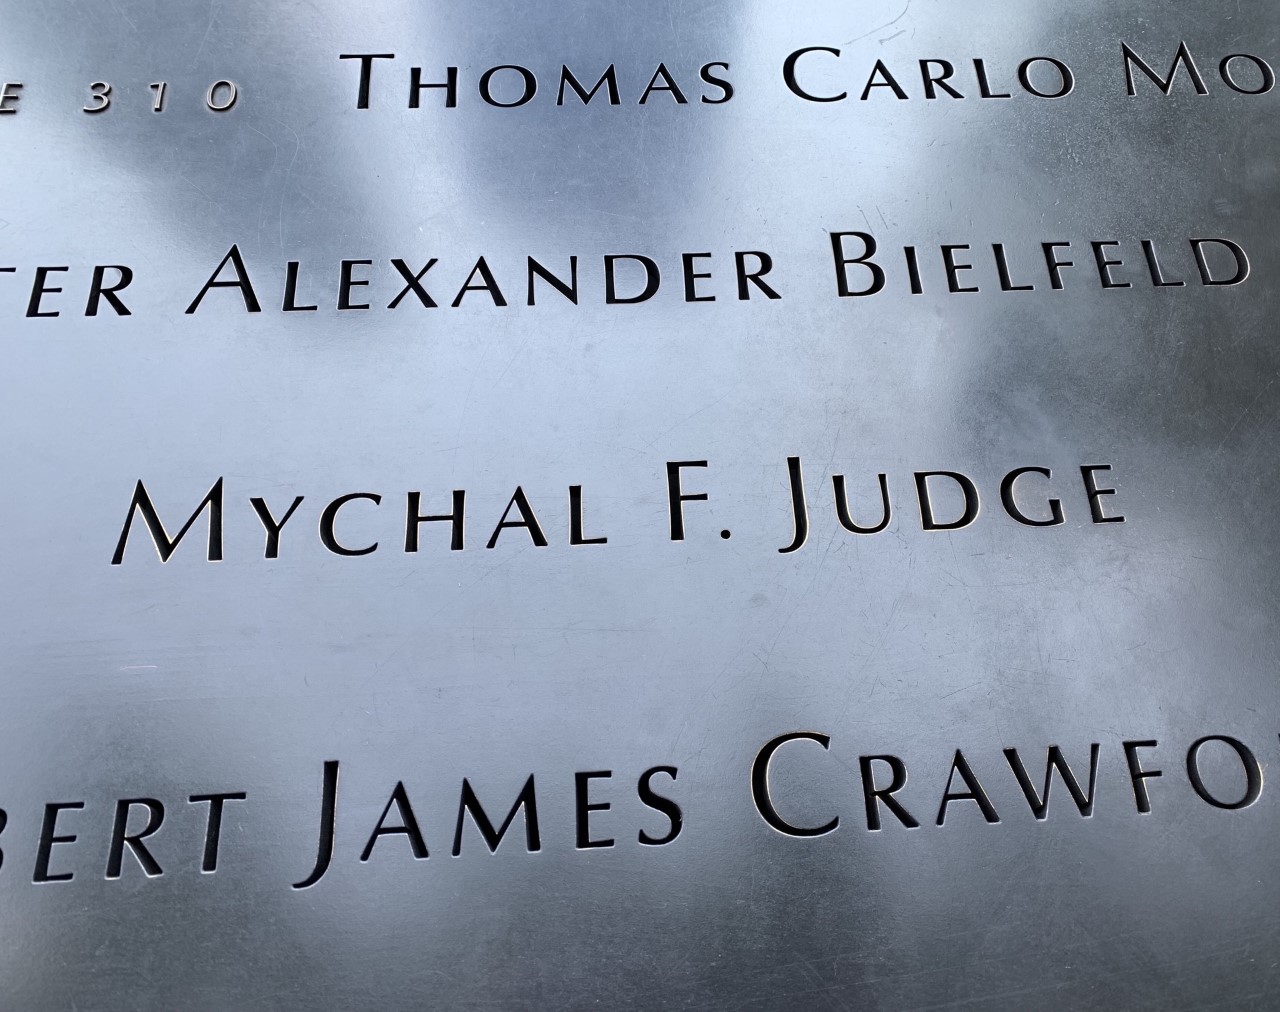 E 310 THOMAS CARLO MO
TER ALEXANDER BIELFELD
MYCHAL F. JUDGE
BERT JAMES CRAWFO